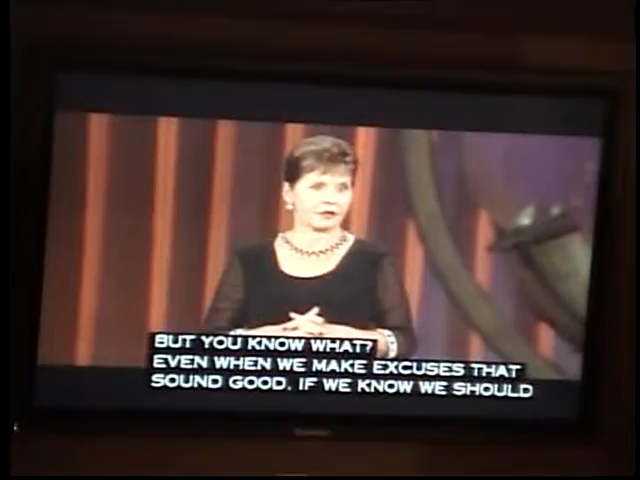 BUT YOU KNOW WHAT?
EVEN WHEN WE MAKE EXCUSES THAT
SOUND GOOD. IF WE KNOW WE SHOULD